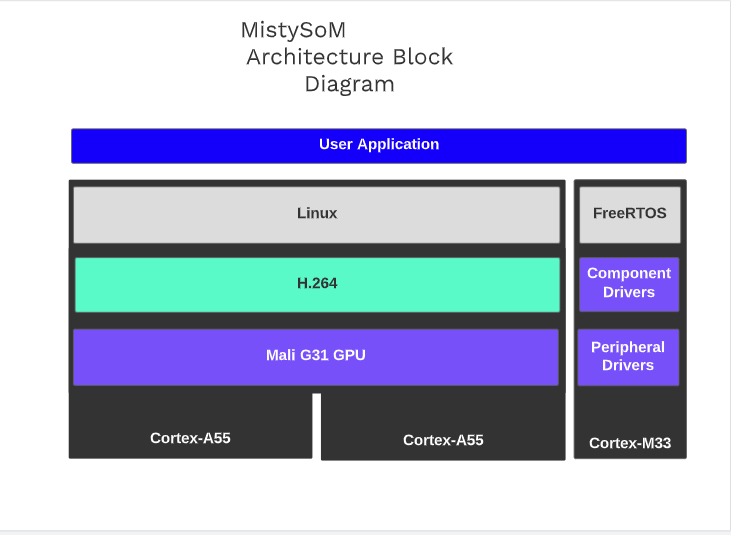 MistySoM
Architecture Block
Diagram
User Application
Linux
FreeRTOS
H.264
Component
Drivers
Mali G31 GPU
Peripheral
Drivers
Cortex-A55
Cortex-A55
Cortex-M33